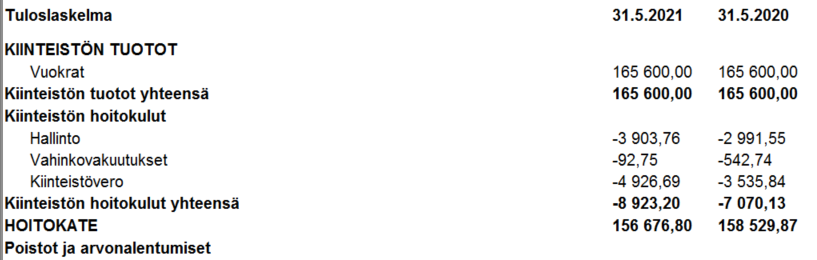 Tuloslaskelma 31.5.2021 31.5.2020
KIINTEISTÖN TUOTOT
Vuokrat 165 600,00 165 600,00
Kiinteistön tuotot yhteensä 165 600,00 165 600,00
Kiinteistön hoitokulut
Hallinto -3 903,76 -2 991,55
Vahinkovakuutukset -92,75 -542,74
Kiinteistövero -4 926,69 -3 535,84
Kiinteistön hoitokulut yhteensä -8 923,20 -7 070,13
HOITOKATE 156 676,80 158 529,87
Poistot ja arvonalentumiset